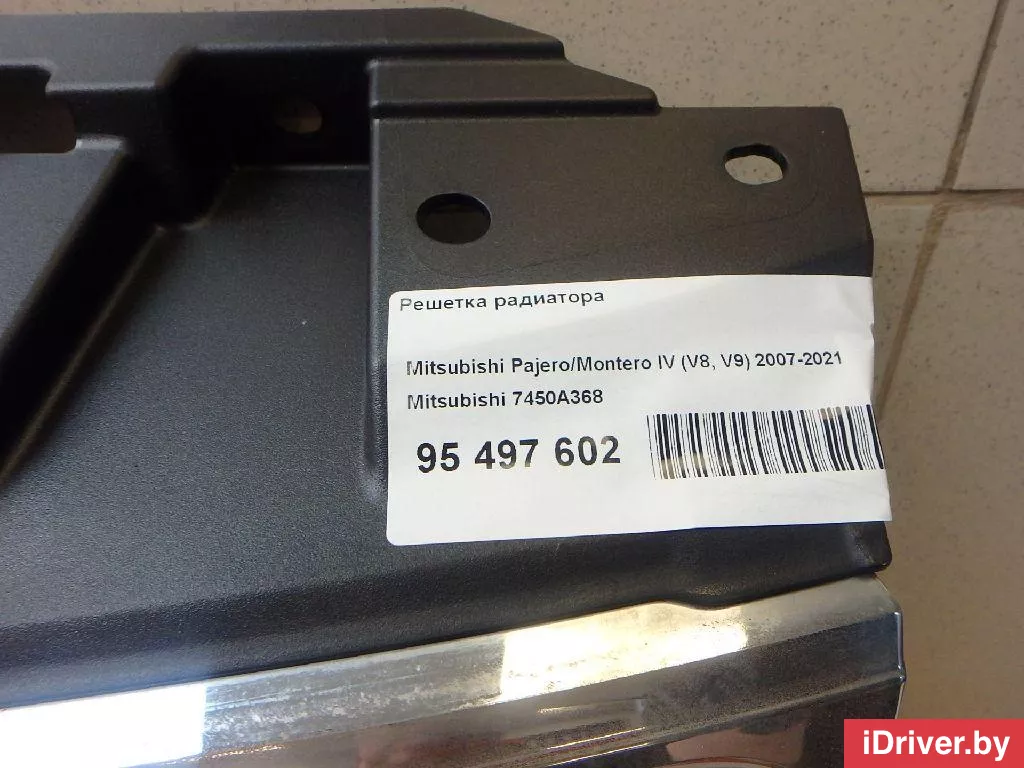 Решетка радиатора
Mitsubishi Pajero/Montero IV (V8, V9) 2007-2021
Mitsubishi 7450A368
95 497 602
iDriver.by